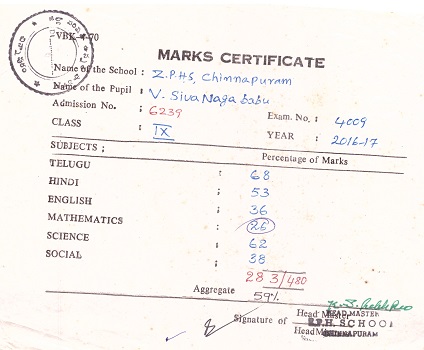 VBK-70
MARKS CERTIFICATE
Name of the School : Z.P.H.S, Chinnapuram
Name of the Pupil : V. Siva Naga babu
Admission No. : 6239
Exam. No. : 4009
CLASS : IX
YEAR : 2016-17
SUBJECTS ;
Percentage of Marks
TELUGU : 68
HINDI ; 53
ENGLISH ; 36
MATHEMATICS : 26
SCIENCE ; 62
SOCIAL ; 38
283/480
Aggregate 59%
Signature of Head Master
HEAD MASTER
Z.P.H. SCHOOL
CHINNAPURAM